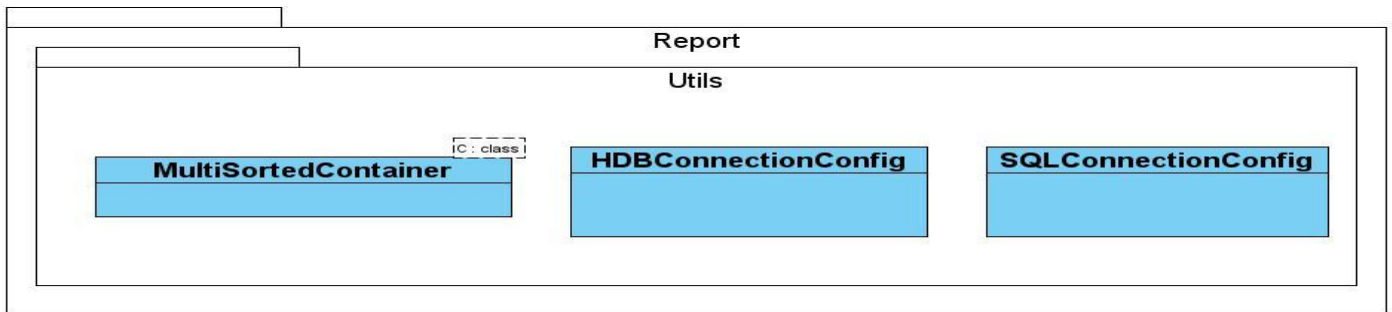 Report
Utils
C : class
MultiSortedContainer
HDBConnectionConfig
SQLConnectionConfig